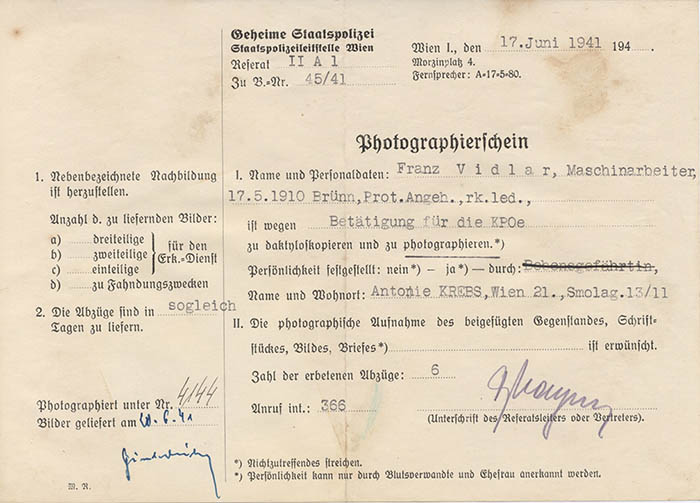 Geheime Staatspolizei
Staatspolizeileitstelle Wien
Referat II A 1
Zu B.=Nr. 45/41
Wien I., den 17.Juni 1941 194
Morzinplatz 4.
Fernsprecher: A=17=5=80.
Photographierschein
1. Nebenbezeichnete Nachbildung
ist herzustellen.
Anzahl d. zu liefernden Bilder:
a) dreiteilige
b) zweiteilige
c) einteilige
für den
Erk.=Dienst
d) zu Fahndungszwecken
2. Die Abzüge sind in sogleich
Tagen zu liefern.
Photographiert unter Nr. 4144
Bilder geliefert am 20.6.41
M. R.
I. Name und Personaldaten: Franz V i d l a r, Maschinarbeiter,
17.5.1910 Brünn,Prot.Angeh.,rk.led.,
ist wegen Betätigung für die KPOe
zu daktyloskopieren und zu photographieren.*)
Persönlichkeit festgestellt: nein*) – ja*) – durch: Lebensgefährtin,
Name und Wohnort: Antonie KREBS,Wien 21.,Smolag.13/11
II. Die photographische Aufnahme des beigefügten Gegenstandes, Schrift=
stückes, Bildes, Briefes*) ist erwünscht.
Zahl der erbetenen Abzüge: 6
Anruf int.: 366
(Unterschrift des Referatsleiters oder Vertreters).
*) Nichtzutreffendes streichen.
*) Persönlichkeit kann nur durch Blutsverwandte und Ehefrau anerkannt werden.